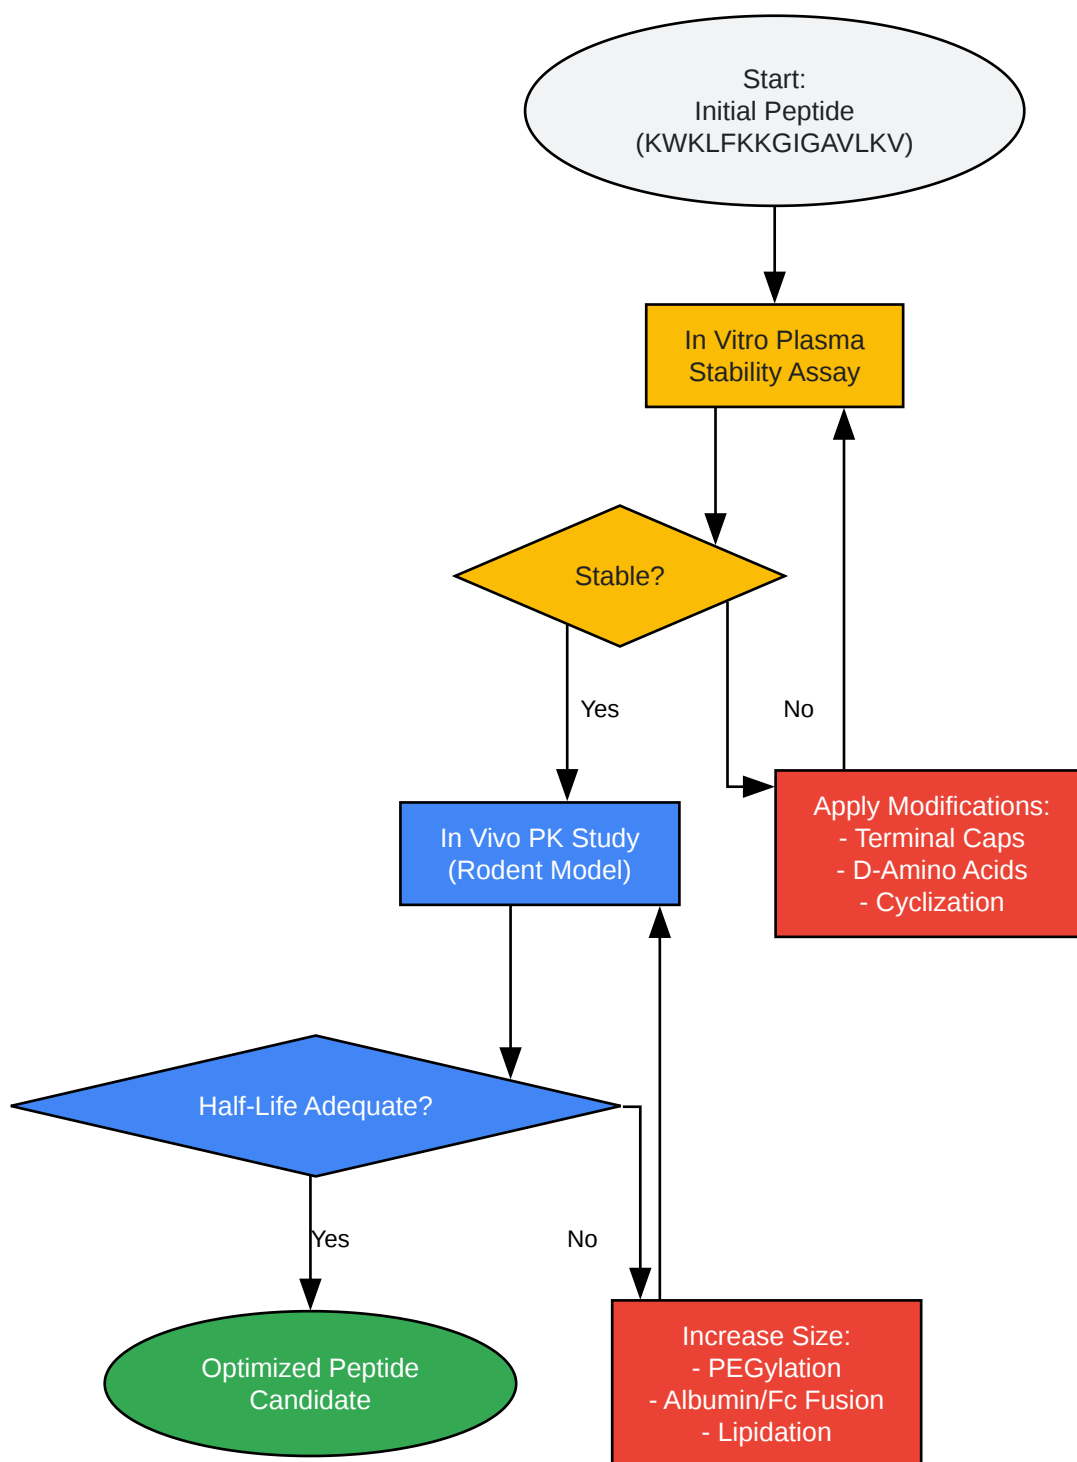 Start:
Initial Peptide
(KWKLFKKGIGAVLKV)
In Vitro Plasma
Stability Assay
Stable?
Yes
No
Apply Modifications:
- Terminal Caps
- D-Amino Acids
- Cyclization
In Vivo PK Study
(Rodent Model)
Half-Life Adequate?
Yes
No
Increase Size:
- PEGylation
- Albumin/Fc Fusion
- Lipidation
Optimized Peptide
Candidate